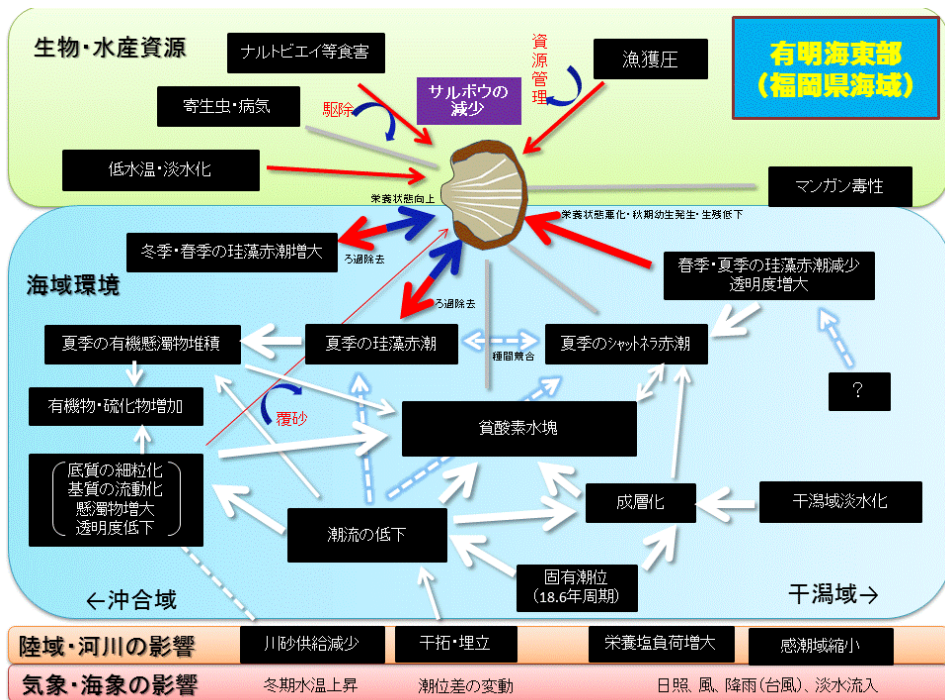 生物・水産資源
ナルトビエイ等食害
資源管理
漁獲圧
有明海東部
（福岡県海域）
サルボウの
減少
寄生虫・病気
駆除
低水温・淡水化
マンガン毒性
栄養状態向上
栄養状態悪化・秋期幼生発生・生残低下
冬季・春季の珪藻赤潮増大
ろ過除去
春季・夏季の珪藻赤潮減少
透明度増大
海域環境
ろ過除去
夏季の有機懸濁物堆積
夏季の珪藻赤潮
種間競合
夏季のシャットネラ赤潮
？
有機物・硫化物増加
覆砂
貧酸素水塊
底質の細粒化
基質の流動化
懸濁物増大
透明度低下
潮流の低下
成層化
干潟域淡水化
固有潮位
(18.6年周期)
←沖合域
干潟域→
陸域・河川の影響
川砂供給減少
干拓・埋立
栄養塩負荷増大
感潮域縮小
気象・海象の影響
冬期水温上昇
潮位差の変動
日照、風、降雨(台風)、淡水流入